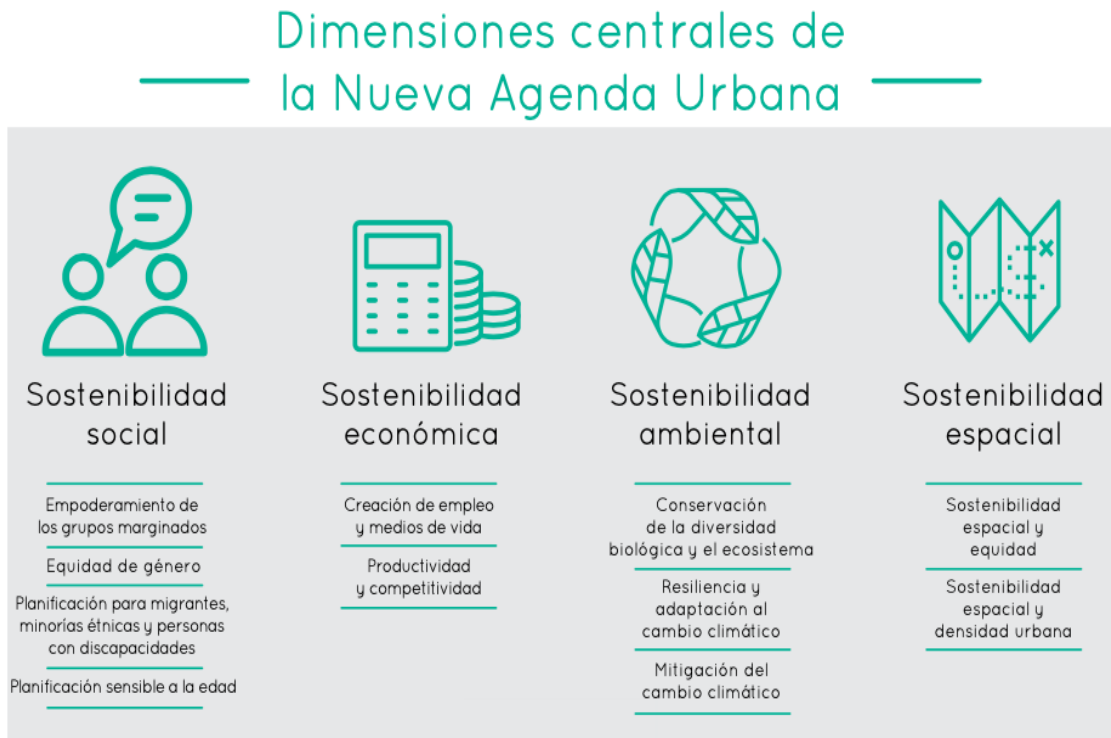 Dimensiones centrales de
la Nueva Agenda Urbana
Sostenibilidad
social
Empoderamiento de
los grupos marginados
Equidad de género
Planificación para migrantes,
minorías étnicas y personas
con discapacidades
Planificación sensible a la edad
Sostenibilidad
económica
Creación de empleo
y medios de vida
Productividad
y competitividad
Sostenibilidad
ambiental
Conservación
de la diversidad
biológica y el ecosistema
Resiliencia y
adaptación al
cambio climático
Mitigación del
cambio climático
Sostenibilidad
espacial
Sostenibilidad
espacial y
equidad
Sostenibilidad
espacial y
densidad urbana